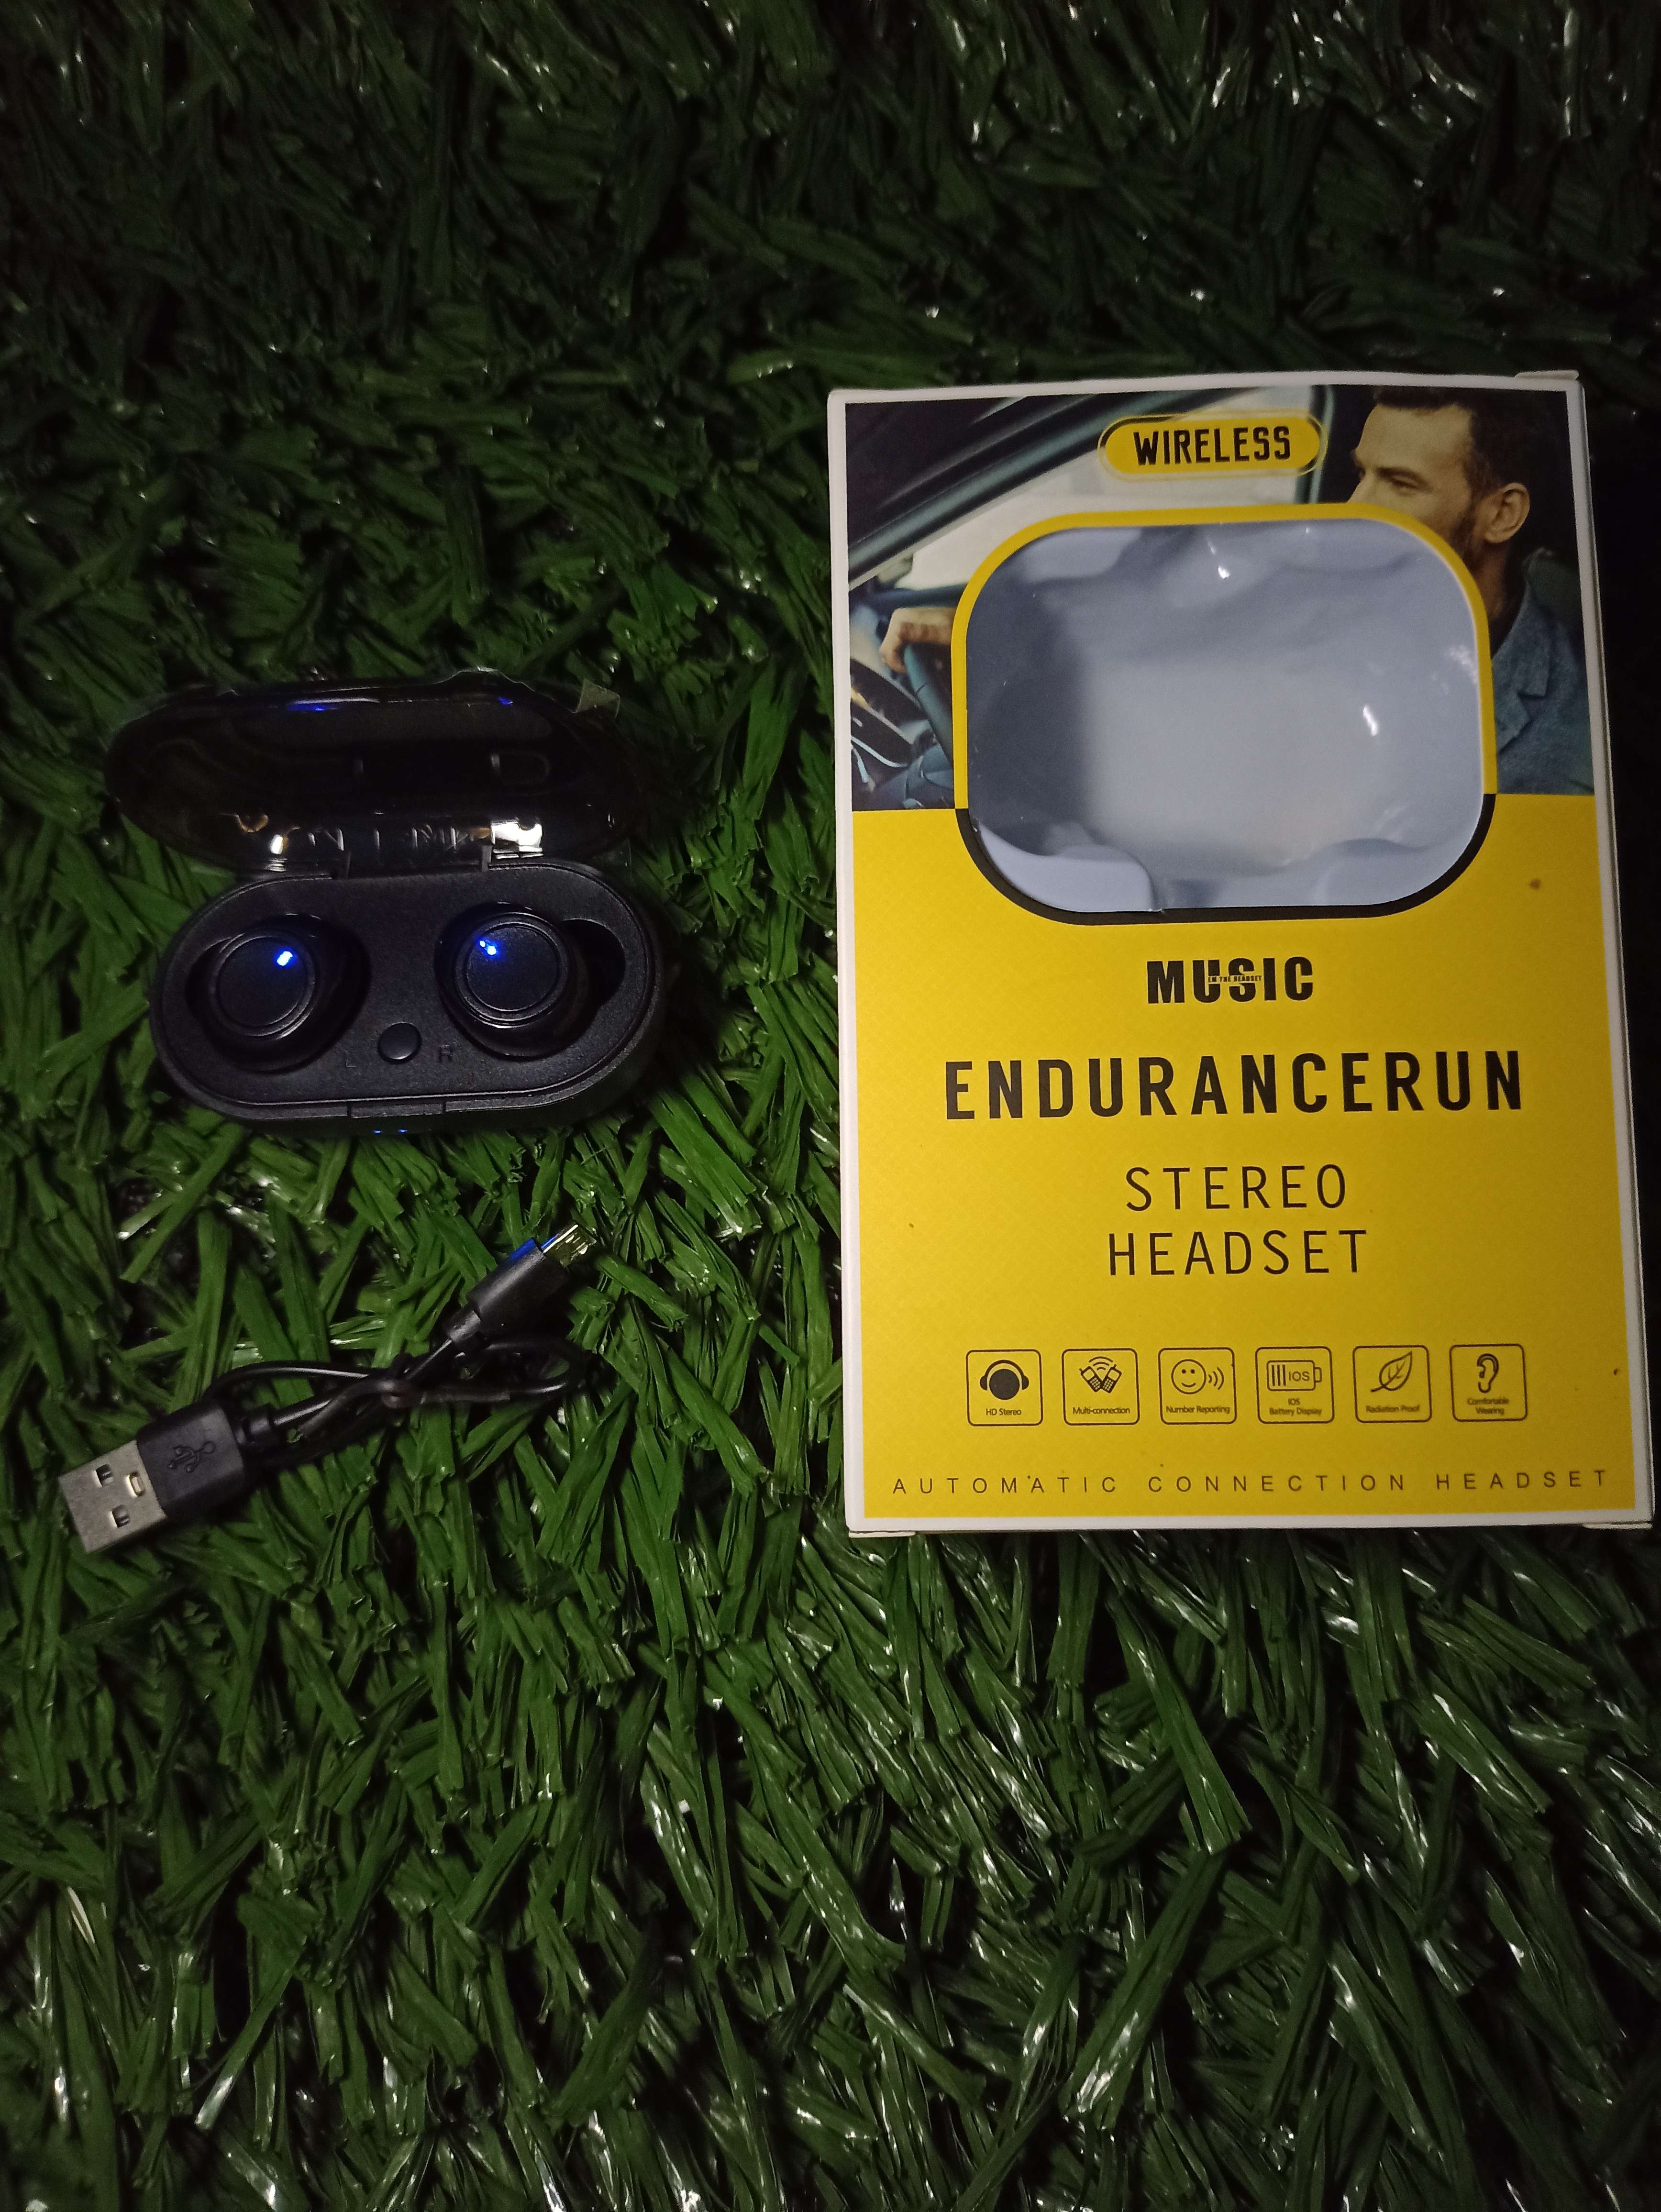 WIRELESS
MUSIC
ENDURANCERUN
STEREO
HEADSET
HD Stereo
Multi-connection
Number Reporting
IOS
IOS
Battery Display
Radiation Proof
Comfortable
Wearing
AUTOMATIC CONNECTION HEADSET
L R